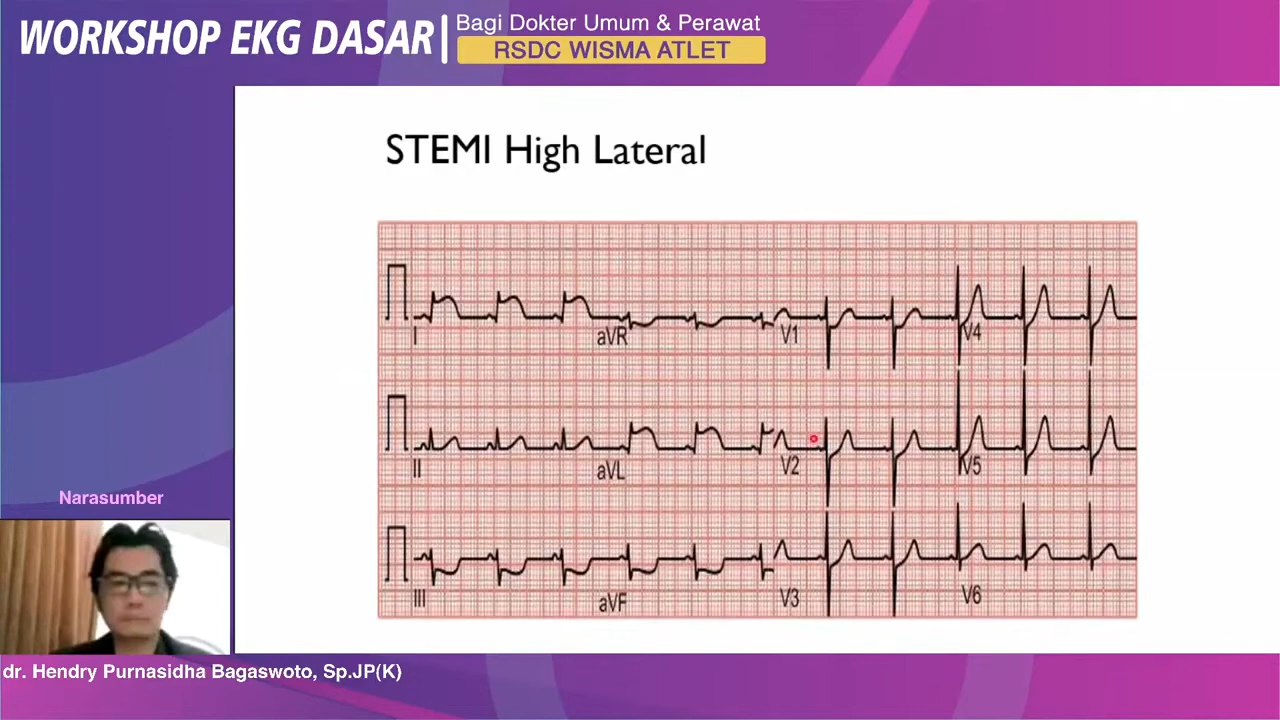 WORKSHOP EKG DASAR
Bagi Dokter Umum & Perawat
RSDC WISMA ATLET
STEMI High Lateral
I
aVR
V1
V4
II
aVL
V2
V5
III
aVF
V3
V6
Narasumber
dr. Hendry Purnasidha Bagaswoto, Sp.JP(K)